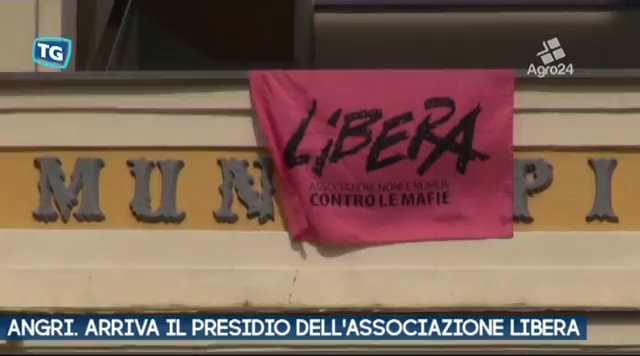 TG
Agro24
LIBERA
ASSOCIAZIONI, NOMI E NUMERI
CONTRO LE MAFIE
MUN PI
ANGRI. ARRIVA IL PRESIDIO DELL'ASSOCIAZIONE LIBERA